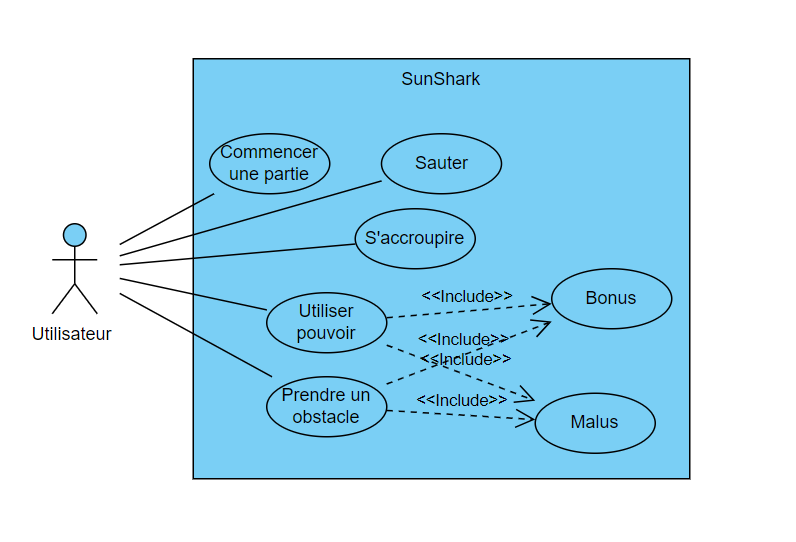 SunShark
Commencer
une partie
Sauter
S'accroupire
Utiliser
pouvoir
Prendre un
obstacle
<<Include>>
<<Include>>
<<Include>>
<<Include>>
Bonus
Malus
Utilisateur